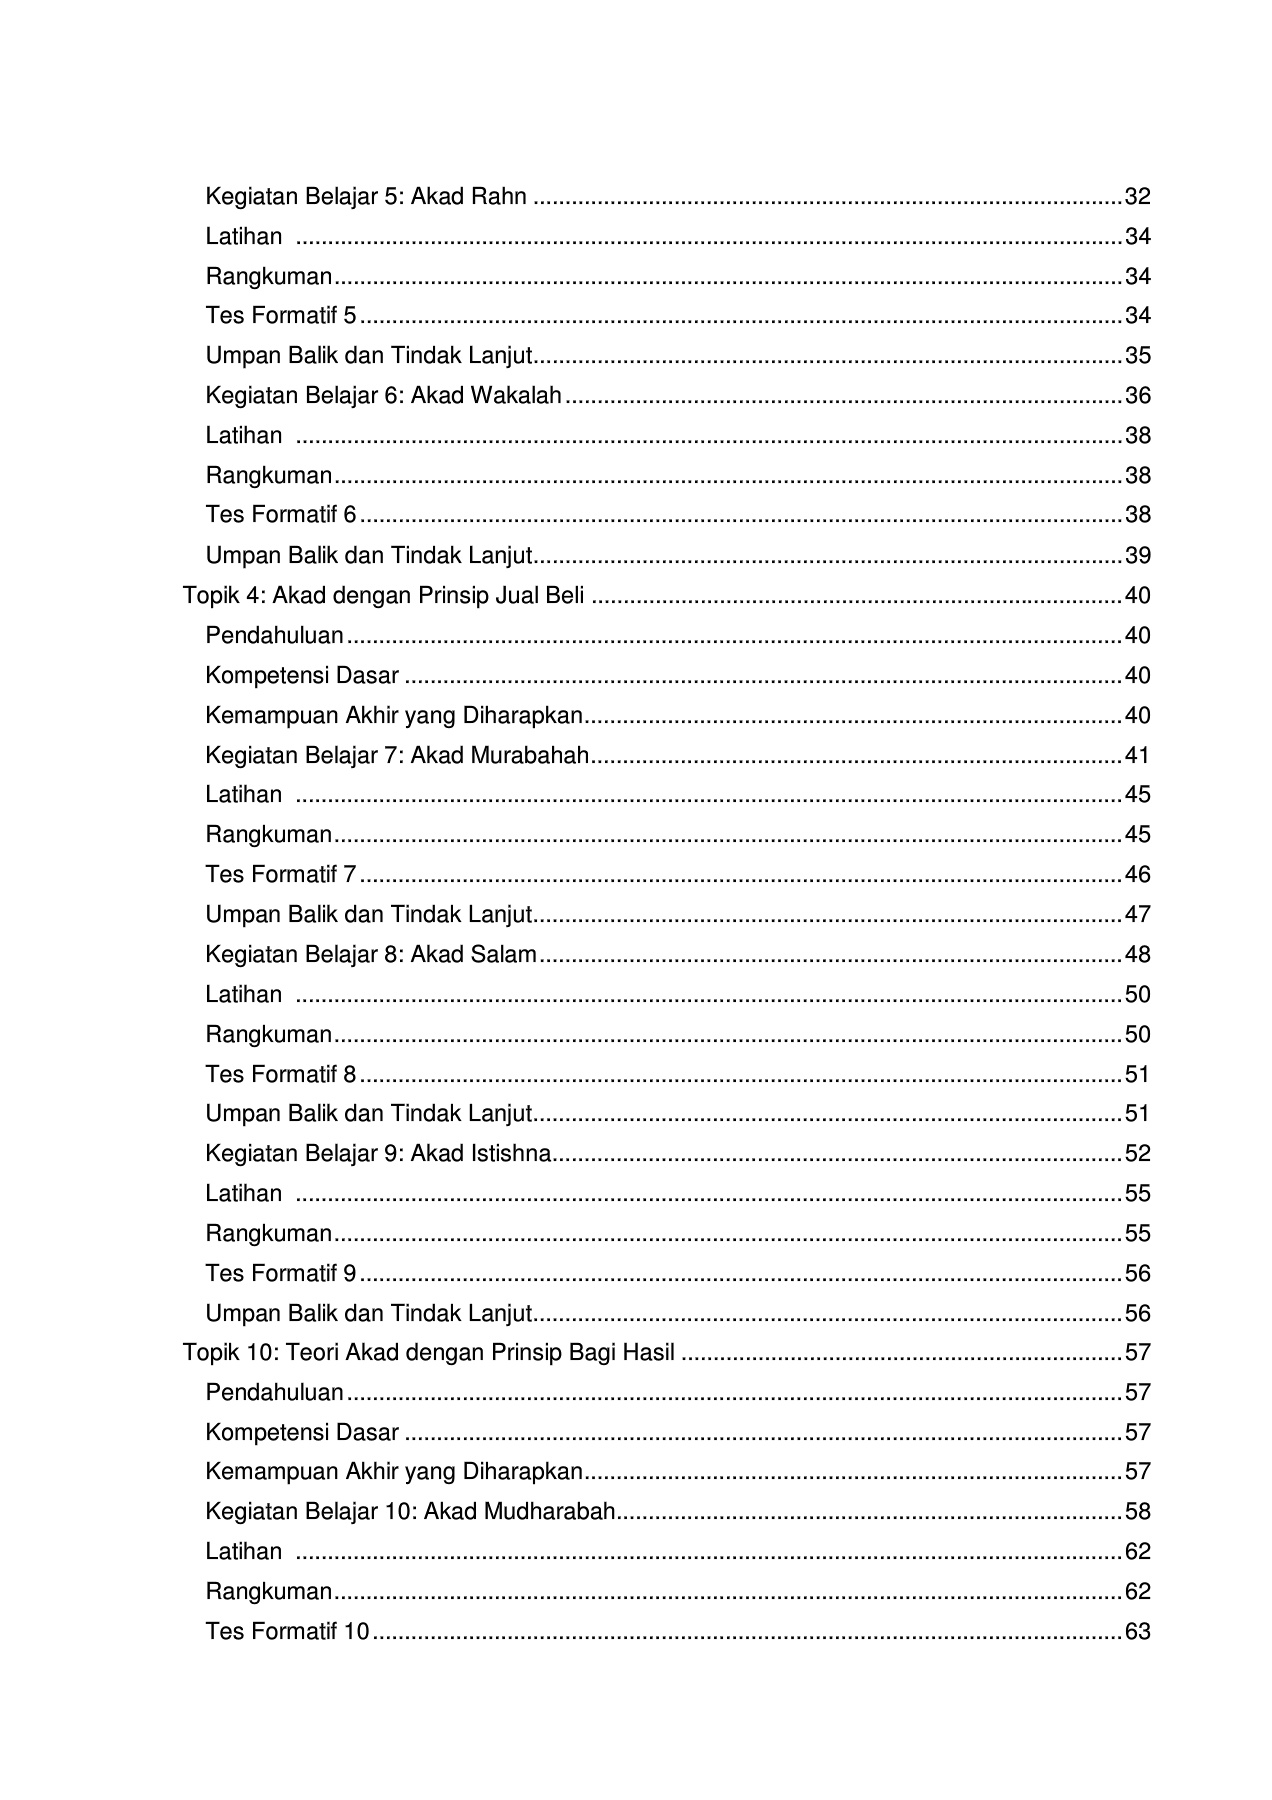 Kegiatan Belajar 5: Akad Rahn ........................................................................................... 32
Latihan ................................................................................................................................ 34
Rangkuman .......................................................................................................................... 34
Tes Formatif 5 ...................................................................................................................... 34
Umpan Balik dan Tindak Lanjut ........................................................................................... 35
Kegiatan Belajar 6: Akad Wakalah ...................................................................................... 36
Latihan ................................................................................................................................ 38
Rangkuman .......................................................................................................................... 38
Tes Formatif 6 ...................................................................................................................... 38
Umpan Balik dan Tindak Lanjut ........................................................................................... 39
Topik 4: Akad dengan Prinsip Jual Beli .................................................................................. 40
Pendahuluan ........................................................................................................................ 40
Kompetensi Dasar ............................................................................................................... 40
Kemampuan Akhir yang Diharapkan ................................................................................... 40
Kegiatan Belajar 7: Akad Murabahah .................................................................................. 41
Latihan ................................................................................................................................ 45
Rangkuman .......................................................................................................................... 45
Tes Formatif 7 ...................................................................................................................... 46
Umpan Balik dan Tindak Lanjut ........................................................................................... 47
Kegiatan Belajar 8: Akad Salam .......................................................................................... 48
Latihan ................................................................................................................................ 50
Rangkuman .......................................................................................................................... 50
Tes Formatif 8 ...................................................................................................................... 51
Umpan Balik dan Tindak Lanjut ........................................................................................... 51
Kegiatan Belajar 9: Akad Istishna ........................................................................................ 52
Latihan ................................................................................................................................ 55
Rangkuman .......................................................................................................................... 55
Tes Formatif 9 ...................................................................................................................... 56
Umpan Balik dan Tindak Lanjut ........................................................................................... 56
Topik 10: Teori Akad dengan Prinsip Bagi Hasil .................................................................... 57
Pendahuluan ........................................................................................................................ 57
Kompetensi Dasar ............................................................................................................... 57
Kemampuan Akhir yang Diharapkan ................................................................................... 57
Kegiatan Belajar 10: Akad Mudharabah .............................................................................. 58
Latihan ................................................................................................................................ 62
Rangkuman .......................................................................................................................... 62
Tes Formatif 10 .................................................................................................................... 63